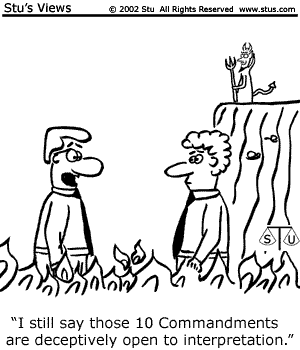 Stu's Views © 2002 Stu All Rights Reserved www.stus.com
S T U
"I still say those 10 Commandments
are deceptively open to interpretation."